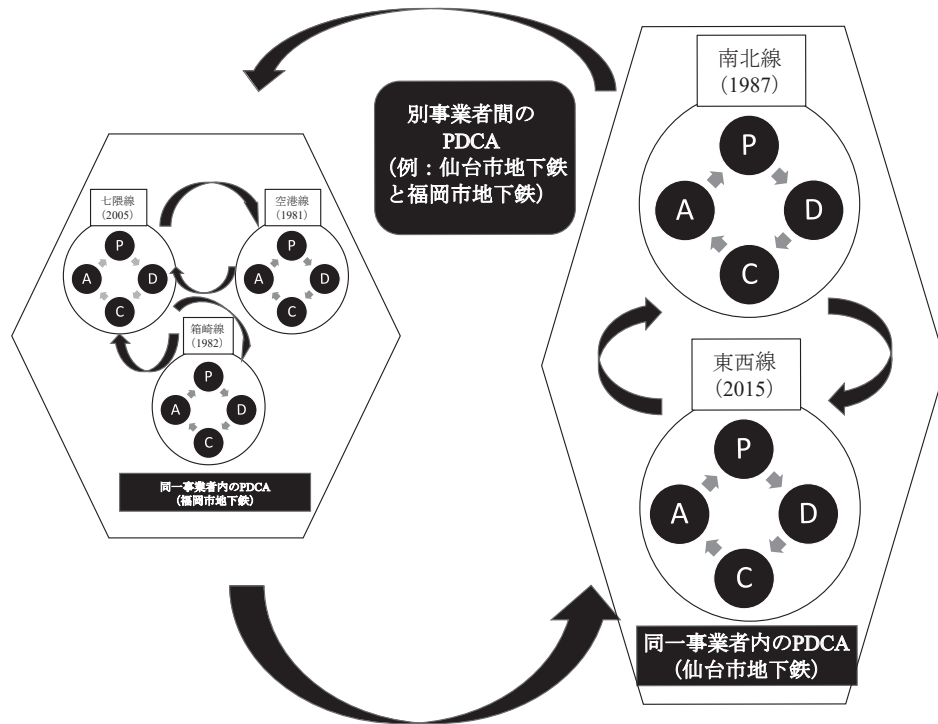 別事業者間の
PDCA
(例：仙台市地下鉄
と福岡市地下鉄)
七隈線
(2005)
P
A
D
C
空港線
(1981)
P
A
D
C
箱崎線
(1982)
P
A
D
C
同一事業者内のPDCA
(福岡市地下鉄)
南北線
(1987)
P
A
D
C
東西線
(2015)
P
A
D
C
同一事業者内のPDCA
(仙台市地下鉄)